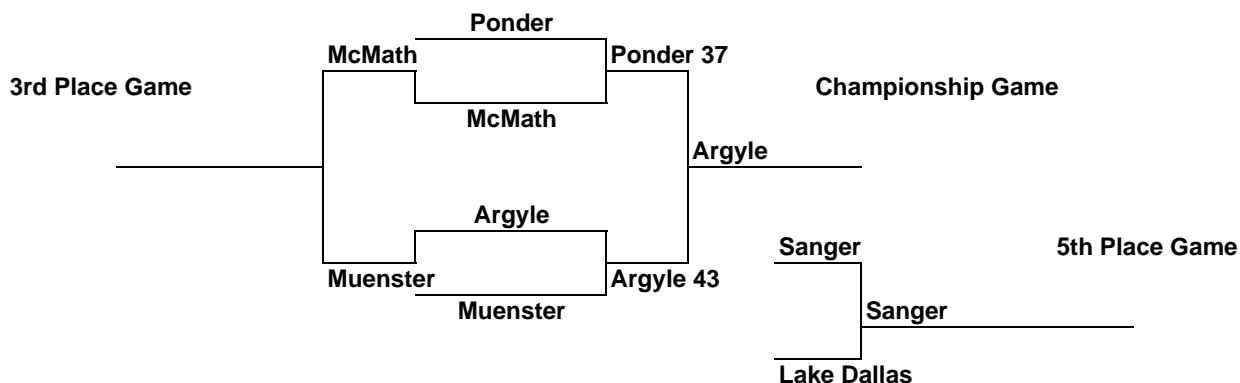 Ponder
McMath
Ponder 37
3rd Place Game
Championship Game
McMath
Argyle
Argyle
Sanger
5th Place Game
Muenster
Argyle 43
Muenster
Sanger
Lake Dallas